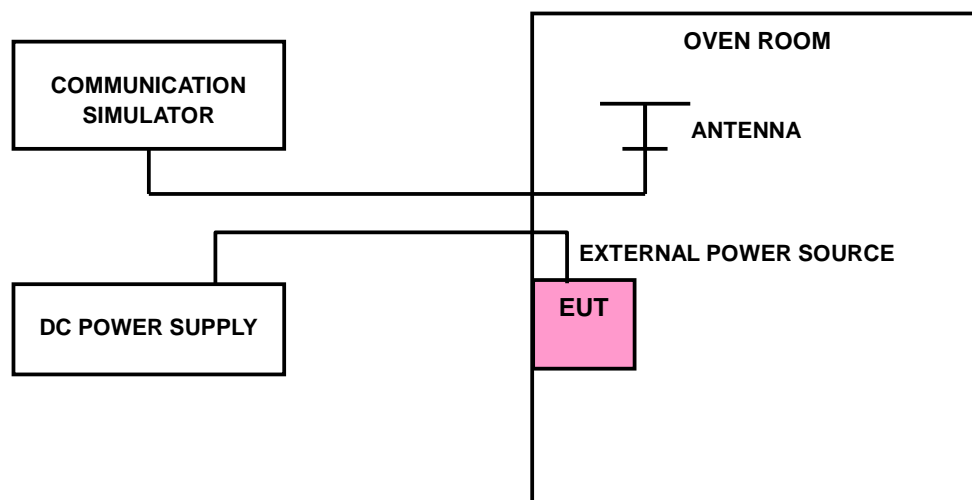 OVEN ROOM
COMMUNICATION
SIMULATOR
ANTENNA
EXTERNAL POWER SOURCE
EUT
DC POWER SUPPLY